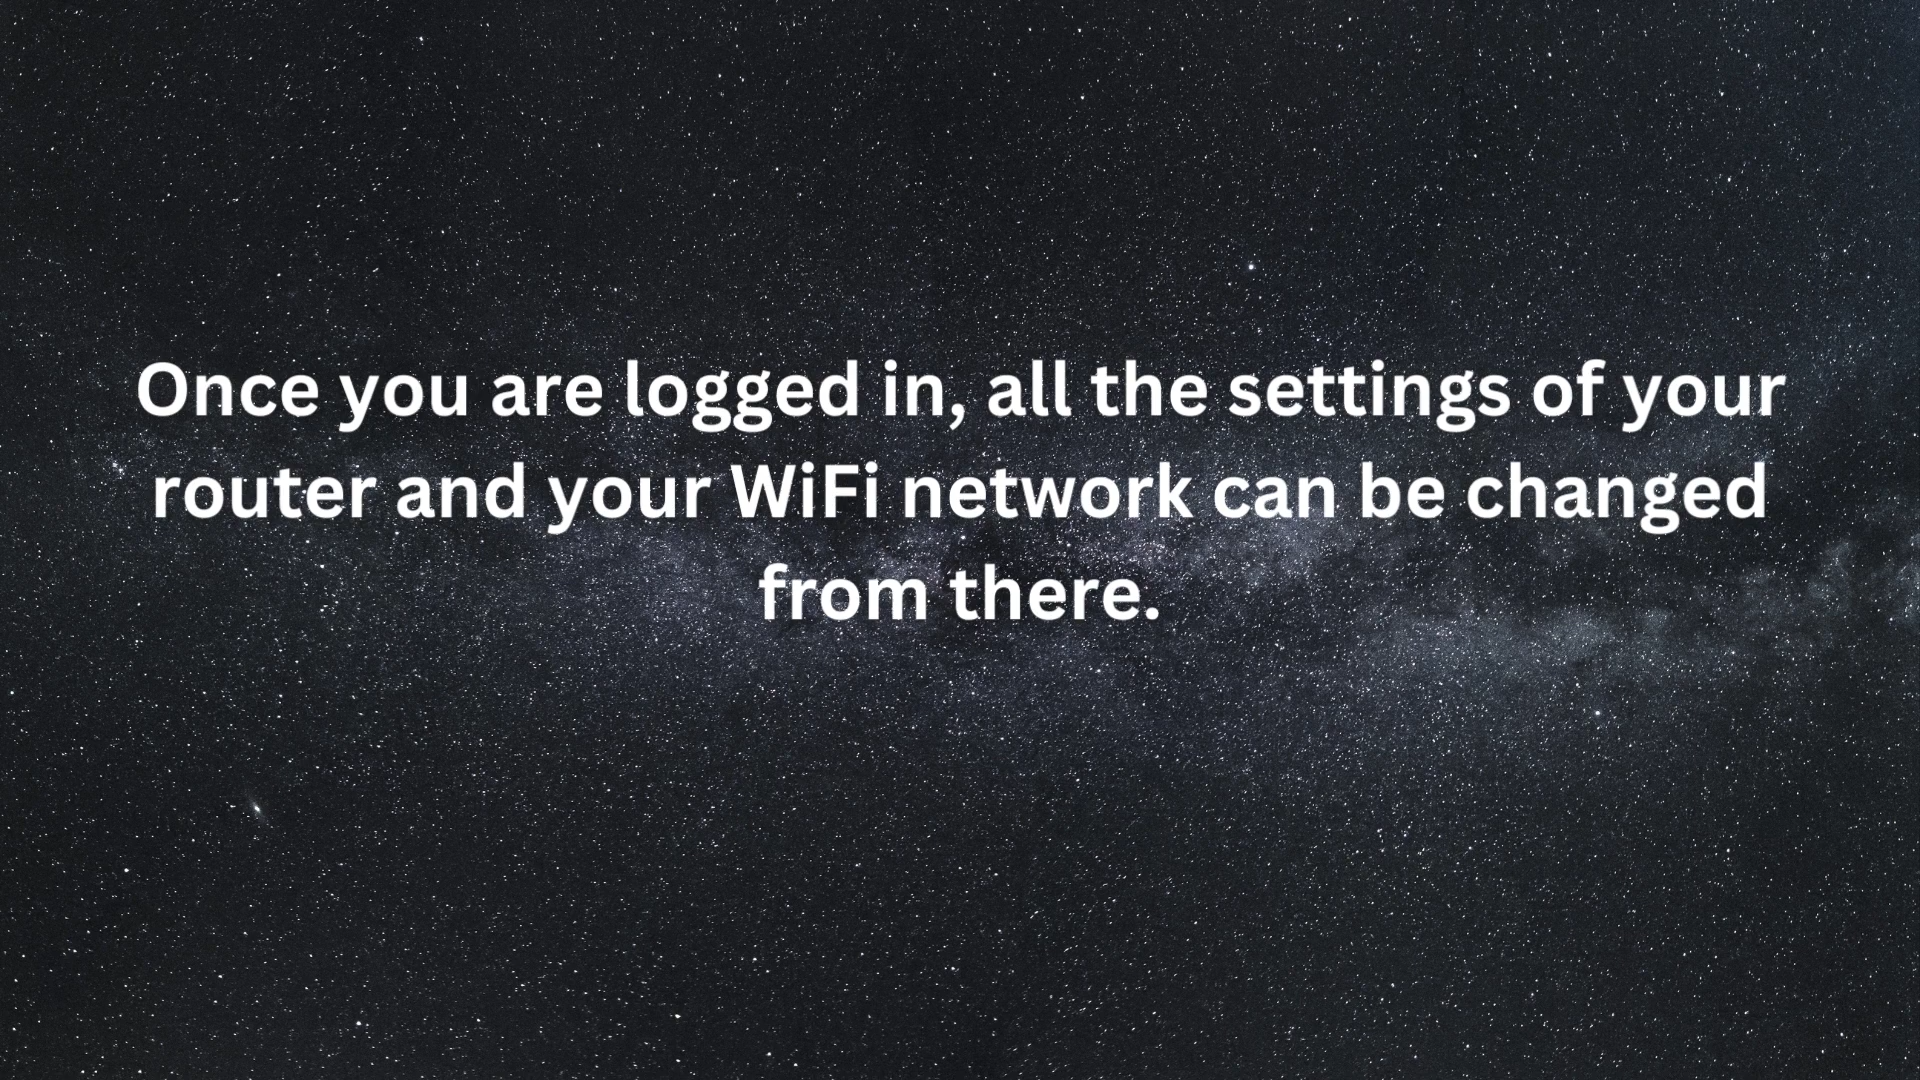 Once you are logged in, all the settings of your
router and your WiFi network can be changed
from there.